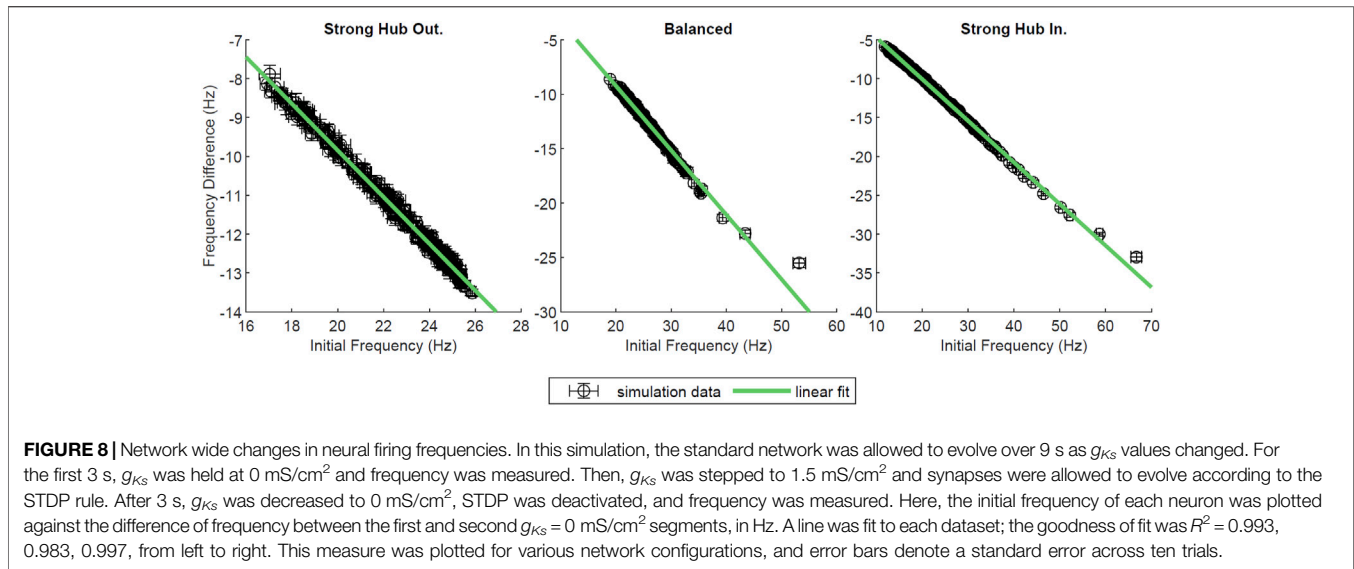 Strong Hub Out.
Balanced
Strong Hub In.
Frequency Difference (Hz)
-7
-8
-9
-10
-11
-12
-13
-14
16 18 20 22 24 26 28
Initial Frequency (Hz)
-5
-10
-15
-20
-25
-30
10 20 30 40 50 60
Initial Frequency (Hz)
-5
-10
-15
-20
-25
-30
-35
-40
10 20 30 40 50 60 70
Initial Frequency (Hz)
simulation data linear fit
FIGURE 8 | Network wide changes in neural firing frequencies. In this simulation, the standard network was allowed to evolve over 9 s as gKs values changed. For
the first 3 s, gKs was held at 0 mS/cm² and frequency was measured. Then, gKs was stepped to 1.5 mS/cm² and synapses were allowed to evolve according to the
STDP rule. After 3 s, gKs was decreased to 0 mS/cm², STDP was deactivated, and frequency was measured. Here, the initial frequency of each neuron was plotted
against the difference of frequency between the first and second gKs = 0 mS/cm² segments, in Hz. A line was fit to each dataset; the goodness of fit was R² = 0.993,
0.983, 0.997, from left to right. This measure was plotted for various network configurations, and error bars denote a standard error across ten trials.